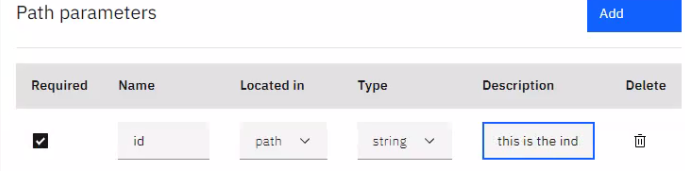 Path parameters
Add
Required Name Located in Type Description Delete
id path string this is the ind